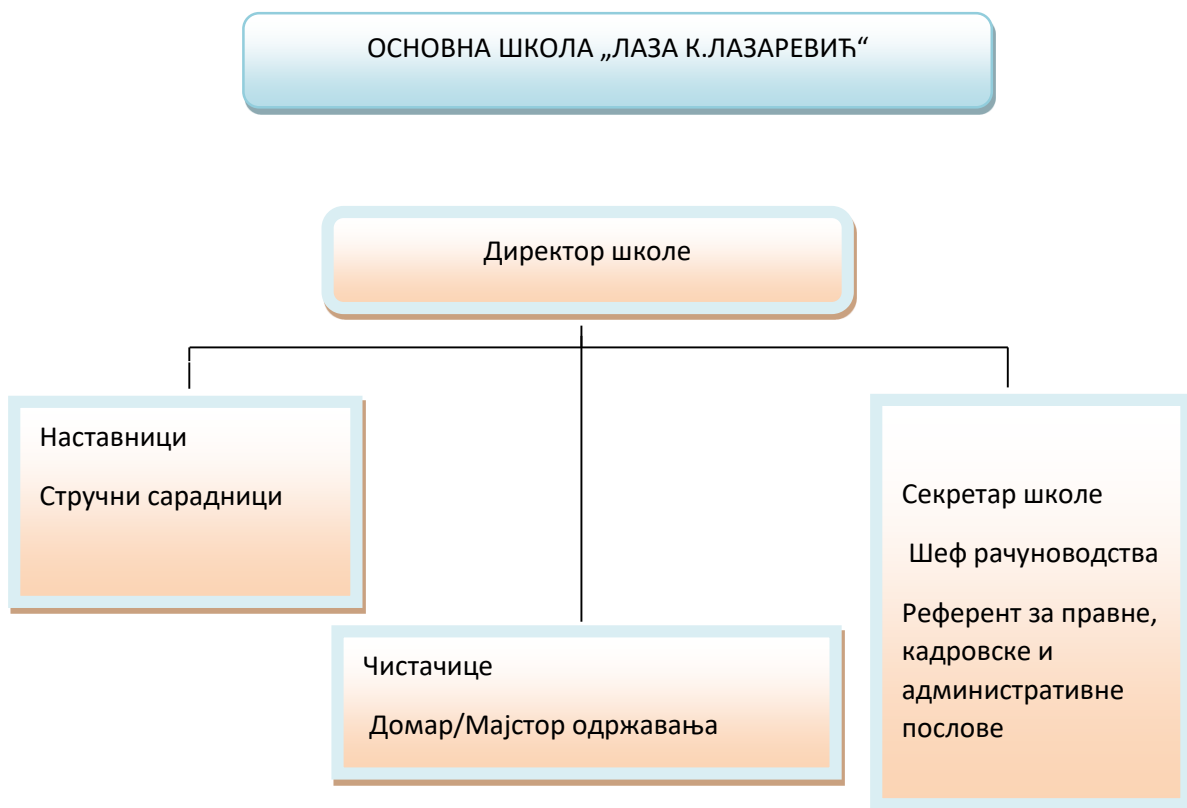 ОСНОВНА ШКОЛА „ЛАЗА К.ЛАЗАРЕВИЋ“
Директор школе
Наставници
Стручни сарадници
Чистачице
Домар/Мајстор одржавања
Секретар школе
Шеф рачуноводства
Референт за правне,
кадровске и
административне
послове